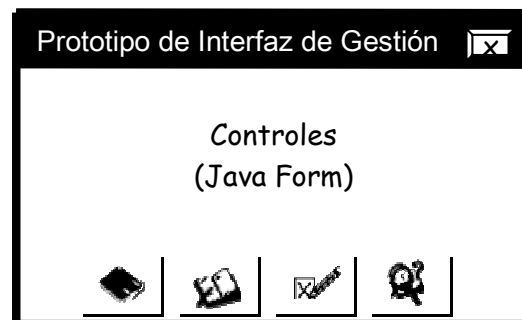 Prototipo de Interfaz de Gestión
Controles
(Java Form)